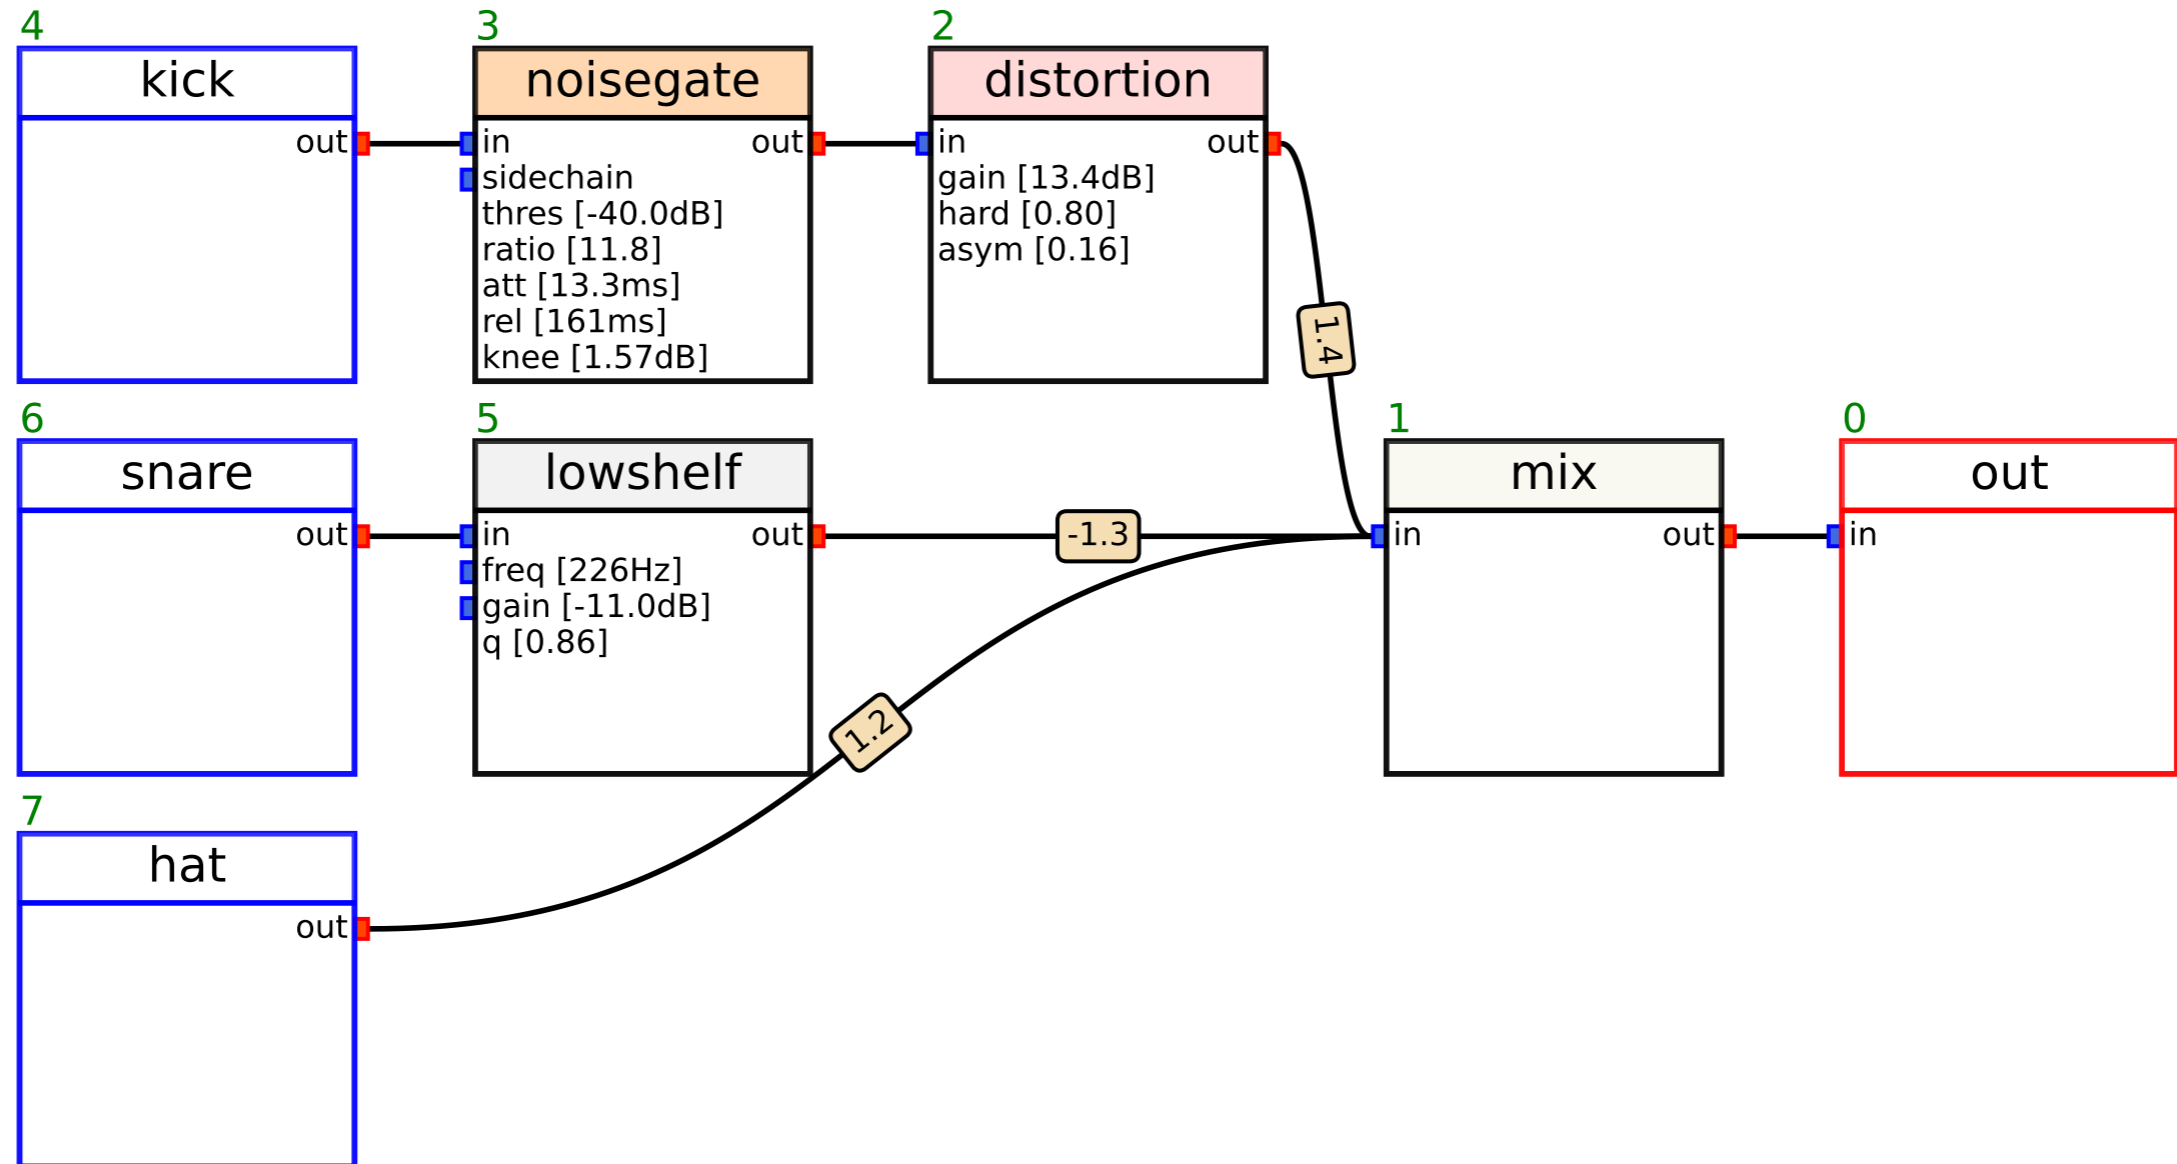 4
kick
out
3
noisegate
in out
sidechain
thres [-40.0dB]
ratio [11.8]
att [13.3ms]
rel [161ms]
knee [1.57dB]
2
distortion
in out
gain [13.4dB]
hard [0.80]
asym [0.16]
1.4
6
snare
out
5
lowshelf
in out
freq [226Hz]
gain [-11.0dB]
q [0.86]
-1.3
1
mix
in out
0
out
in
1.2
7
hat
out